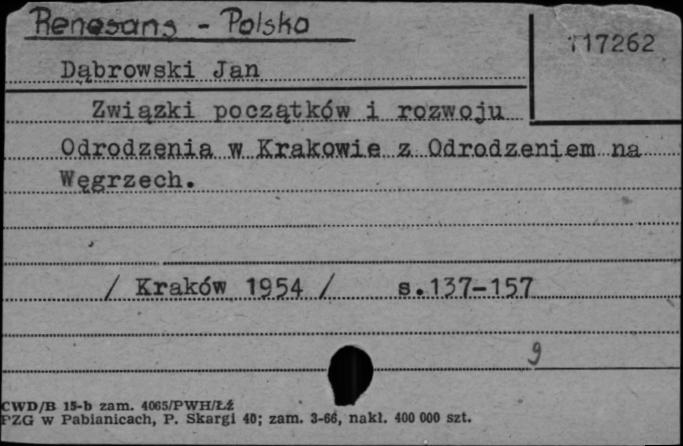 Renesans - Polska
117262
Dąbrowski Jan
Związki początków i rozwoju
Odrodzenia w Krakowie z Odrodzeniem na
Węgrzech.
/ Kraków 1954 / s.137-157
9
CWD/B 15-b zam. 4065/PWH/Łź
PZG w Pabianicach, P. Skargi 40; zam. 3-66, nakł. 400 000 szt.